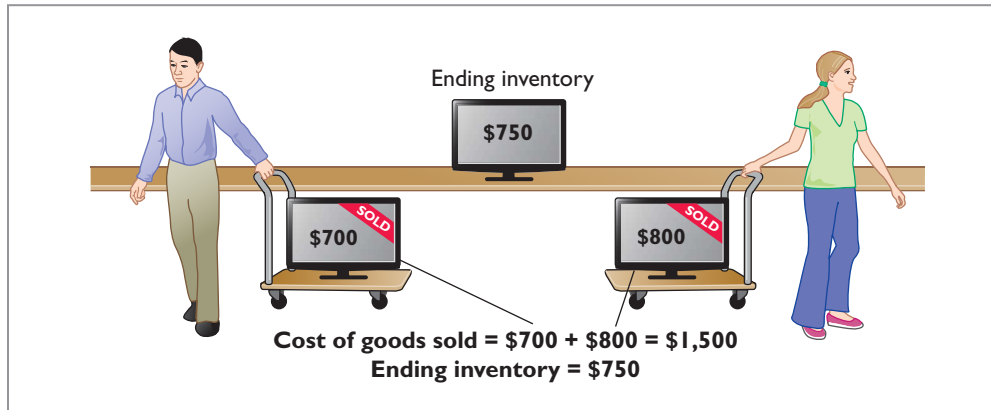 Ending inventory
$750
SOLD
$700
SOLD
$800
Cost of goods sold = $700 + $800 = $1,500
Ending inventory = $750